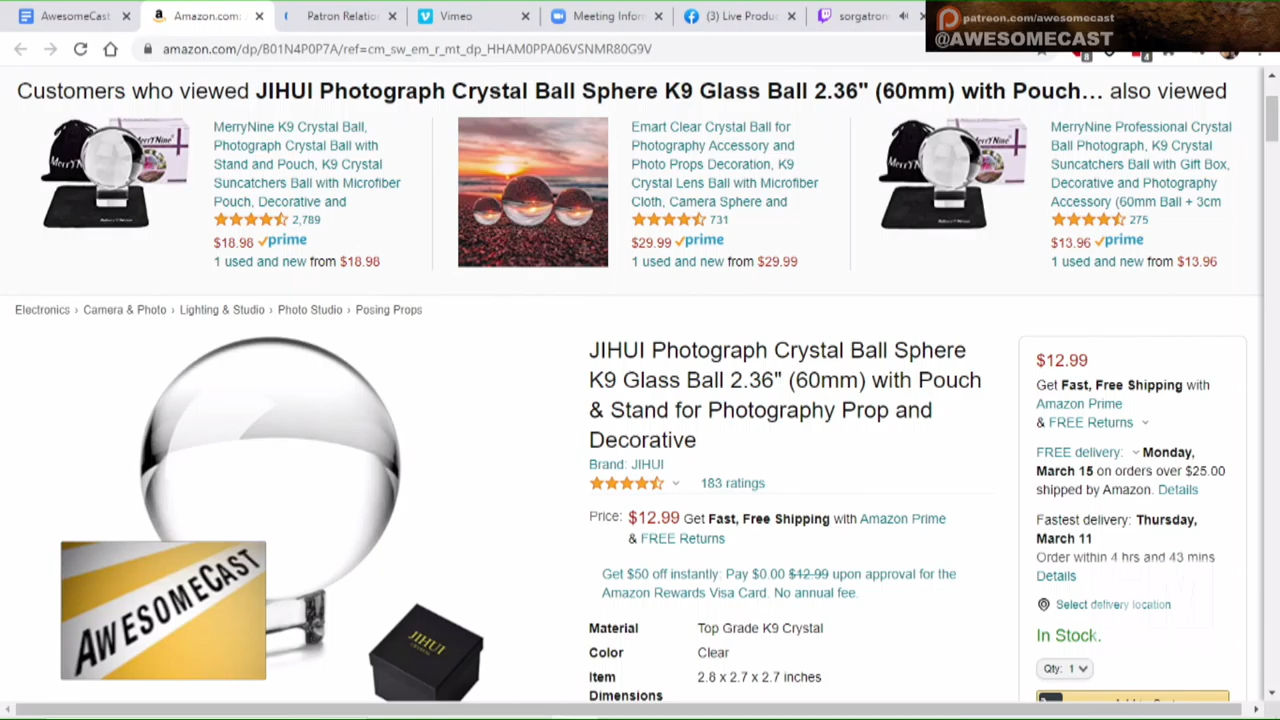 AwesomeCast
Amazon.com:
Patron Relatio
Vimeo
Meeting Inforn
(3) Live Produc
sorgatron
patreon.com/awesomecast
@AWESOMECAST
amazon.com/dp/B01N4P0P7A/ref=cm_sw_em_r_mt_dp_HHAM0PPA06VSNMR80G9V
8
4
Customers who viewed JIHUI Photograph Crystal Ball Sphere K9 Glass Ball 2.36" (60mm) with Pouch… also viewed
MerryNine K9 Crystal Ball,
Photograph Crystal Ball with
Stand and Pouch, K9 Crystal
Suncatchers Ball with Microfiber
Pouch, Decorative and
2,789
$18.98 prime
1 used and new from $18.98
Emart Clear Crystal Ball for
Photography Accessory and
Photo Props Decoration, K9
Crystal Lens Ball with Microfiber
Cloth, Camera Sphere and
731
$29.99 prime
1 used and new from $29.99
MerryNine Professional Crystal
Ball Photograph, K9 Crystal
Suncatchers Ball with Gift Box,
Decorative and Photography
Accessory (60mm Ball + 3cm
275
$13.96 prime
1 used and new from $13.96
Electronics › Camera & Photo › Lighting & Studio › Photo Studio › Posing Props
JIHUI Photograph Crystal Ball Sphere
K9 Glass Ball 2.36" (60mm) with Pouch
& Stand for Photography Prop and
Decorative
Brand: JIHUI
183 ratings
Price: $12.99 Get Fast, Free Shipping with Amazon Prime
& FREE Returns
Get $50 off instantly: Pay $0.00 $12.99 upon approval for the
Amazon Rewards Visa Card. No annual fee.
Material Top Grade K9 Crystal
Color Clear
Item 2.8 x 2.7 x 2.7 inches
Dimensions
$12.99
Get Fast, Free Shipping with
Amazon Prime
& FREE Returns
FREE delivery: Monday,
March 15 on orders over $25.00
shipped by Amazon. Details
Fastest delivery: Thursday,
March 11
Order within 4 hrs and 43 mins
Details
Select delivery location
In Stock.
Qty: 1
AWESOMECAST
JIHUI